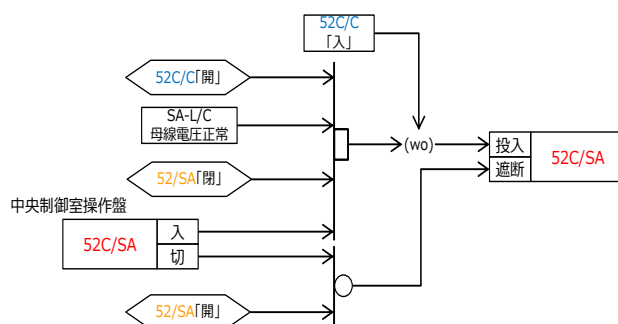 52C/C
「入」
52C/C「開」
SA-L/C
母線電圧正常
(wo)
投入
遮断
52C/SA
52/SA「閉」
中央制御室操作盤
52C/SA
入
切
52/SA「開」